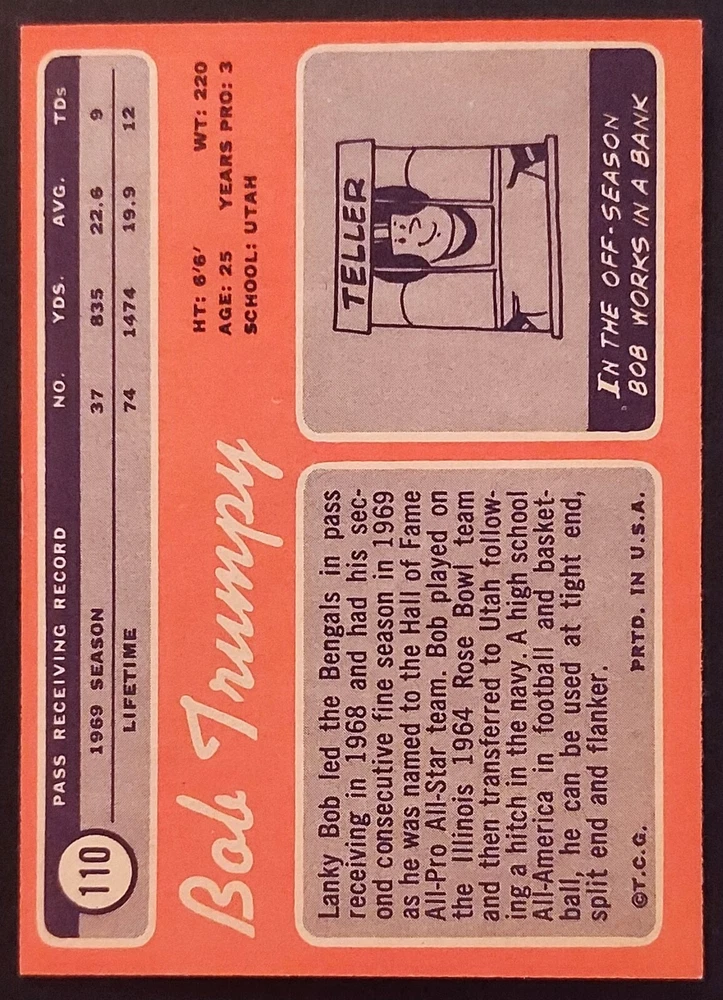 110
PASS RECEIVING RECORD NO. YDS. AVG. TDs
1969 SEASON 37 835 22.6 9
LIFETIME 74 1474 19.9 12
Bob Trumpy
HT: 6'6' WT: 220
AGE: 25 YEARS PRO: 3
SCHOOL: UTAH
Lanky Bob led the Bengals in pass
receiving in 1968 and had his sec-
ond consecutive fine season in 1969
as he was named to the Hall of Fame
All-Pro All-Star team. Bob played on
the Illinois 1964 Rose Bowl team
and then transferred to Utah follow-
ing a hitch in the navy. A high school
All-America in football and basket-
ball, he can be used at tight end,
split end and flanker.
©T.C.G. PRTD. IN U.S.A.
TELLER
IN THE OFF-SEASON
BOB WORKS IN A BANK